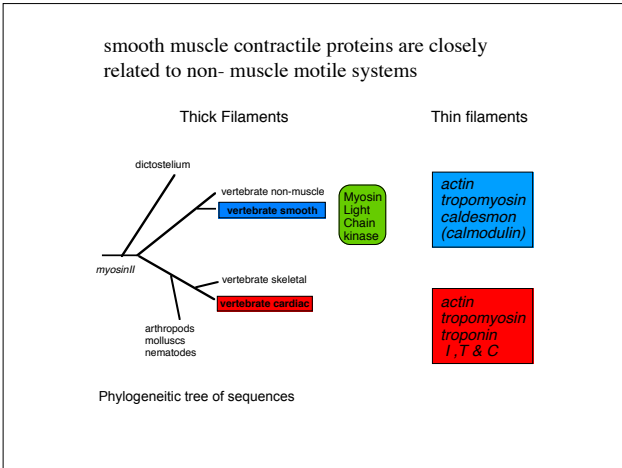 smooth muscle contractile proteins are closely
related to non- muscle motile systems
Thick Filaments
Thin filaments
dictostelium
vertebrate non-muscle
vertebrate smooth
Myosin
Light
Chain
kinase
actin
tropomyosin
caldesmon
(calmodulin)
myosinII
vertebrate skeletal
vertebrate cardiac
arthropods
molluscs
nematodes
actin
tropomyosin
troponin
I ,T & C
Phylogeneitic tree of sequences